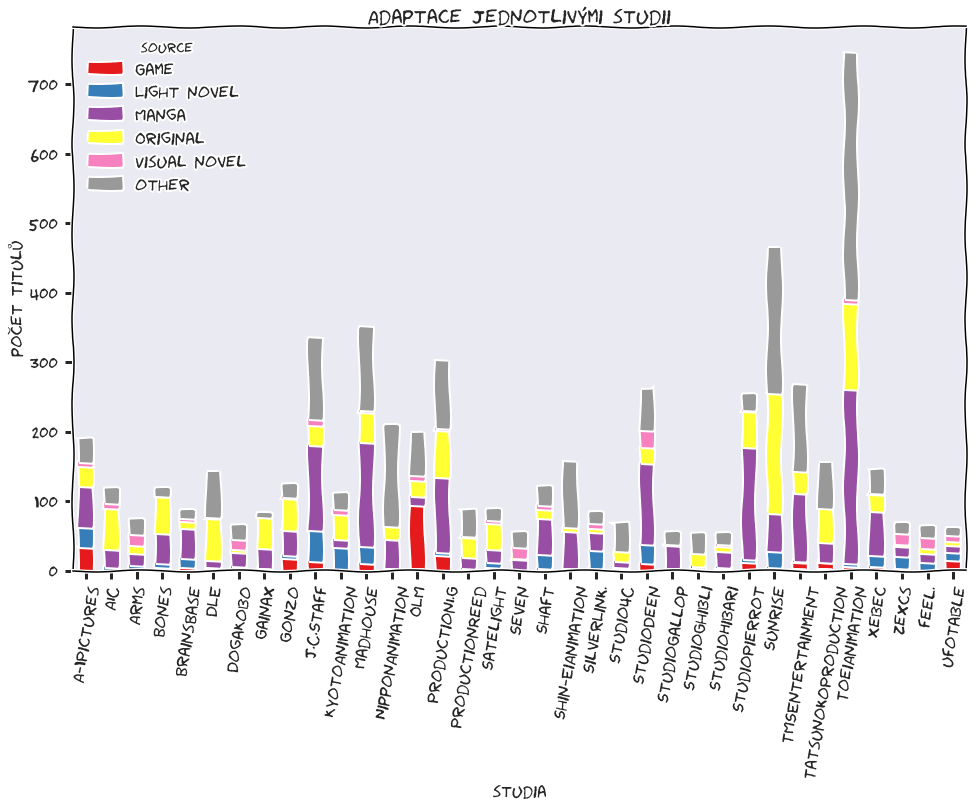 ADAPTACE JEDNOTLIVÝMI STUDII
SOURCE
GAME
LIGHT NOVEL
MANGA
ORIGINAL
VISUAL NOVEL
OTHER
POČET TITULŮ
700
600
500
400
300
200
100
0
A-1PICTURES
AIC
ARMS
BONES
BRAINSBASE
DLE
DOGAKOBO
GAINAX
GONZO
J.C.STAFF
KYOTOANIMATION
MADHOUSE
NIPPONANIMATION
OLM
PRODUCTIONI.G
PRODUCTIONREED
SATELIGHT
SEVEN
SHAFT
SHIN-EIANIMATION
SILVERLINK.
STUDIO4C
STUDIODEEN
STUDIOGALLOP
STUDIOGHIBLI
STUDIOHIBARI
STUDIOPIERROT
SUNRISE
TMSENTERTAINMENT
TATSUNOKOPRODUCTION
TOEIANIMATION
XEBEC
ZEXCS
FEEL.
UFOTABLE
STUDIA